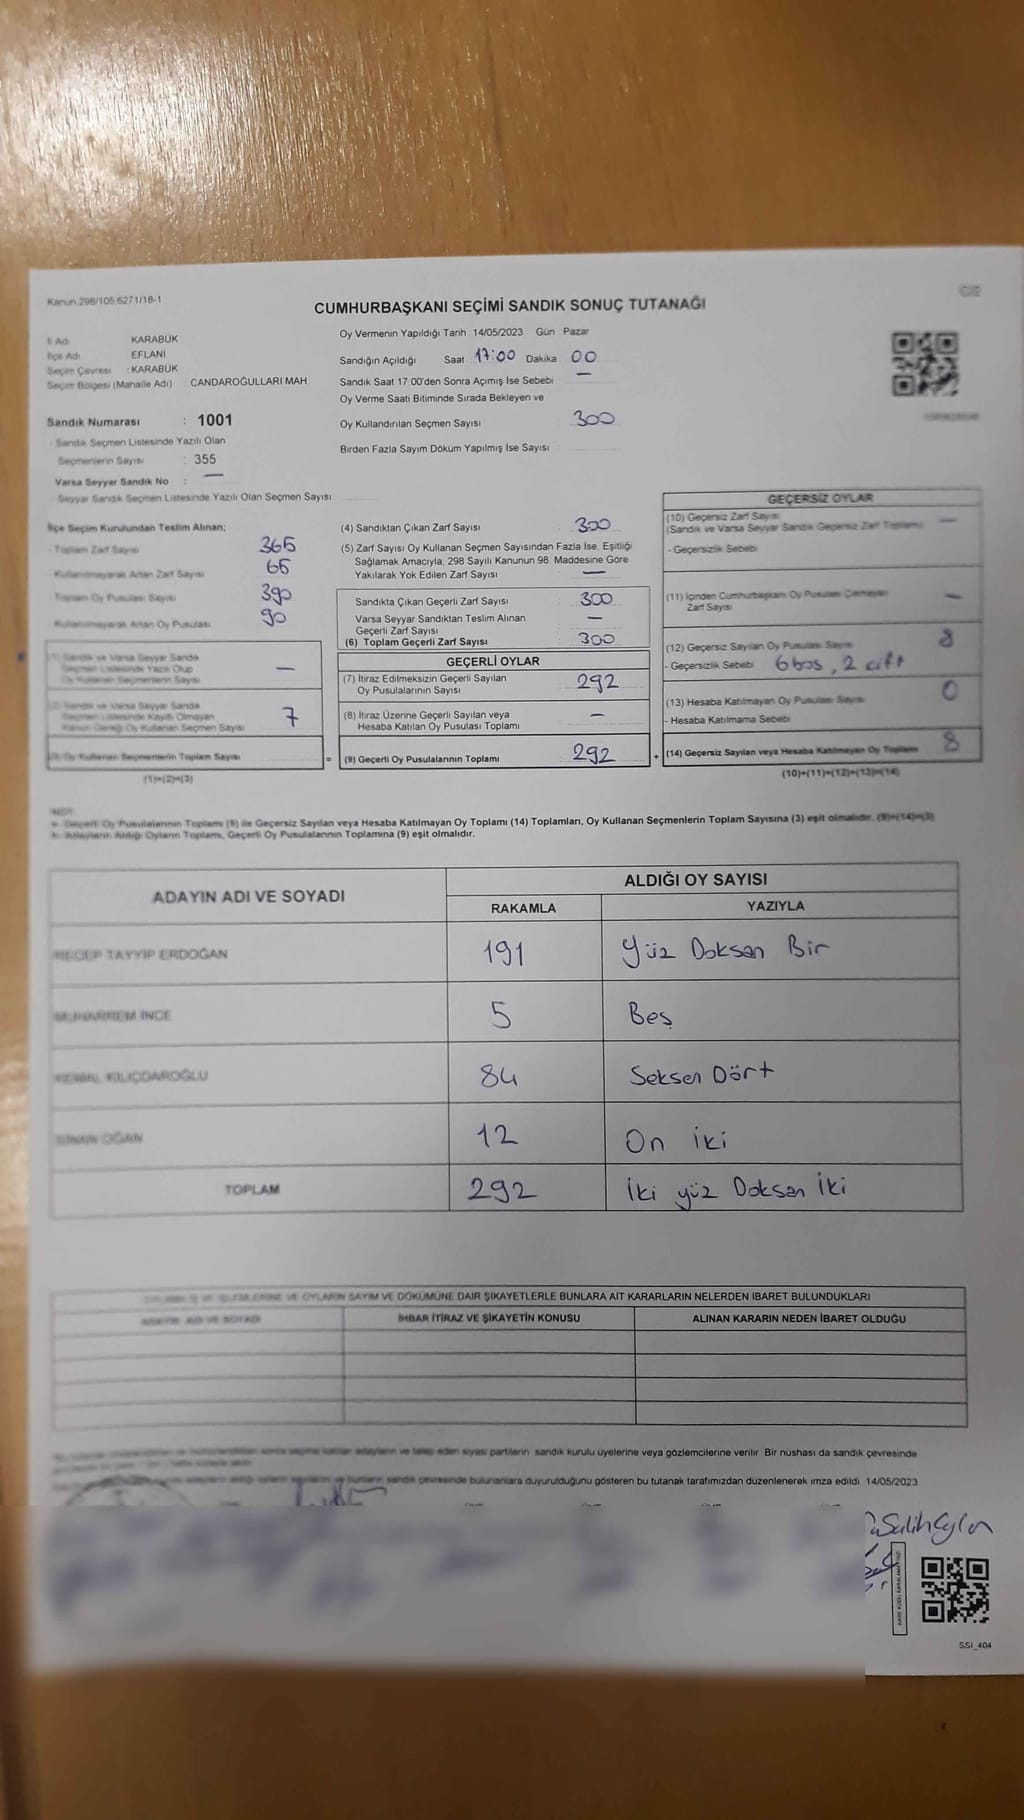 Kanun.298/105.6271/18-1
CUMHURBAŞKANI SEÇİMİ SANDIK SONUÇ TUTANAĞI
İl Adı KARABÜK
İlçe Adı EFLANİ
Seçim Çevresi : KARABÜK
Seçim Bölgesi (Mahalle Adı) CANDAROĞULLARI MAH.
Sandık Numarası : 1001
Sandık Seçmen Listesinde Yazılı Olan
Seçmenlerin Sayısı : 355
Varsa Seyyar Sandık No : —
Seyyar Sandık Seçmen Listesinde Yazılı Olan Seçmen Sayısı
Oy Vermenin Yapıldığı Tarih 14/05/2023 Gün Pazar
Sandığın Açıldığı Saat 17:00 Dakika 00
Sandık Saat 17:00'den Sonra Açılmış İse Sebebi —
Oy Verme Saati Bitiminde Sırada Bekleyen ve
Oy Kullandırılan Seçmen Sayısı 300
Birden Fazla Sayım Döküm Yapılmış İse Sayısı
İlçe Seçim Kurulundan Teslim Alınan;
- Toplam Zarf Sayısı 365
- Kullanılmayarak Artan Zarf Sayısı 65
- Toplam Oy Pusulası Sayısı 390
- Kullanılmayarak Artan Oy Pusulası 90
(1) Sandık ve Varsa Seyyar Sandık
Seçmen Listesinde Yazılı Olup
Oy Kullanan Seçmenlerin Sayısı —
(2) Sandık ve Varsa Seyyar Sandık
Seçmen Listesinde Kayıtlı Olmayan
Kanun Gereği Oy Kullanan Seçmen Sayısı 7
(3) Oy Kullanan Seçmenlerin Toplam Sayısı =
(1)+(2)=(3)
(4) Sandıktan Çıkan Zarf Sayısı 300
(5) Zarf Sayısı Oy Kullanan Seçmen Sayısından Fazla İse, Eşitliği
Sağlamak Amacıyla, 298 Sayılı Kanunun 98. Maddesine Göre
Yakılarak Yok Edilen Zarf Sayısı —
Sandıkta Çıkan Geçerli Zarf Sayısı 300
Varsa Seyyar Sandıktan Teslim Alınan
Geçerli Zarf Sayısı —
(6) Toplam Geçerli Zarf Sayısı 300
GEÇERLİ OYLAR
(7) İtiraz Edilmeksizin Geçerli Sayılan
Oy Pusulalarının Sayısı 292
(8) İtiraz Üzerine Geçerli Sayılan veya
Hesaba Katılan Oy Pusulası Toplamı —
(9) Geçerli Oy Pusulalarının Toplamı 292 +
GEÇERSİZ OYLAR
(10) Geçersiz Zarf Sayısı
(Sandık ve Varsa Seyyar Sandık Geçersiz Zarf Toplamı) —
- Geçersizlik Sebebi
(11) İçinden Cumhurbaşkanı Oy Pusulası Çıkmayan
Zarf Sayısı —
(12) Geçersiz Sayılan Oy Pusulası Sayısı 8
- Geçersizlik Sebebi 6 boş, 2 çift
(13) Hesaba Katılmayan Oy Pusulası Sayısı 0
- Hesaba Katılmama Sebebi
(14) Geçersiz Sayılan veya Hesaba Katılmayan Oy Toplamı 8
(10)+(11)+(12)+(13)=(14)
NOT:
Geçerli Oy Pusulalarının Toplamı (9) ile Geçersiz Sayılan veya Hesaba Katılmayan Oy Toplamı (14) Toplamları, Oy Kullanan Seçmenlerin Toplam Sayısına (3) eşit olmalıdır. (9)+(14)=(3)
Adayların Aldığı Oyların Toplamı, Geçerli Oy Pusulalarının Toplamına (9) eşit olmalıdır.
ADAYIN ADI VE SOYADI ALDIĞI OY SAYISI
RAKAMLA YAZIYLA
RECEP TAYYİP ERDOĞAN 191 Yüz Doksan Bir
MUHARREM İNCE 5 Beş
KEMAL KILIÇDAROĞLU 84 Seksen Dört
SİNAN OĞAN 12 On İki
TOPLAM 292 İki yüz Doksan İki
VE OYLARIN SAYIM VE DÖKÜMÜNE DAİR ŞİKAYETLERLE BUNLARA AİT KARARLARIN NELERDEN İBARET BULUNDUKLARI
ADAYIN ADI VE SOYADI İHBAR İTİRAZ VE ŞİKAYETİN KONUSU ALINAN KARARIN NEDEN İBARET OLDUĞU
adayların ve talep eden siyasi partilerin sandık kurulu üyelerine veya gözlemcilerine verilir. Bir nüshası da sandık çevresinde
sandık çevresinde bulunanlara duyurulduğunu gösteren bu tutanak tarafımızdan düzenlenerek imza edildi. 14/05/2023
SSI_404